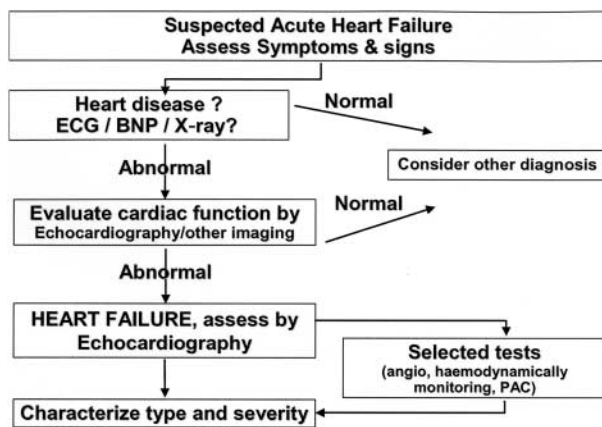 Suspected Acute Heart Failure
Assess Symptoms & signs
Heart disease ?
ECG / BNP / X-ray?
Normal
Consider other diagnosis
Abnormal
Evaluate cardiac function by
Echocardiography/other imaging
Normal
Abnormal
HEART FAILURE, assess by
Echocardiography
Selected tests
(angio, haemodynamically
monitoring, PAC)
Characterize type and severity